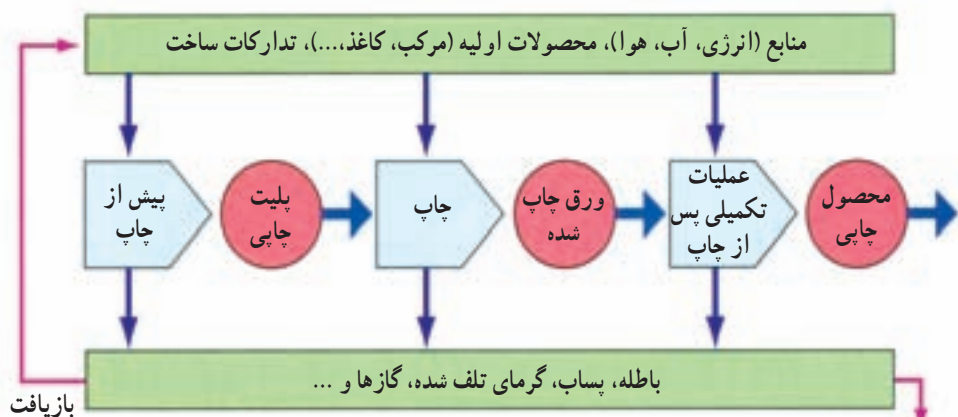 منابع (انرژی، آب، هوا)، محصولات اولیه (مرکب، کاغذ،...)، تدارکات ساخت
پیش از
چاپ
پلیت
چاپی
چاپ
ورق چاپ
شده
عملیات
تکمیلی پس
از چاپ
محصول
چاپی
باطله، پساب، گرمای تلف شده، گازها و ...
بازیافت